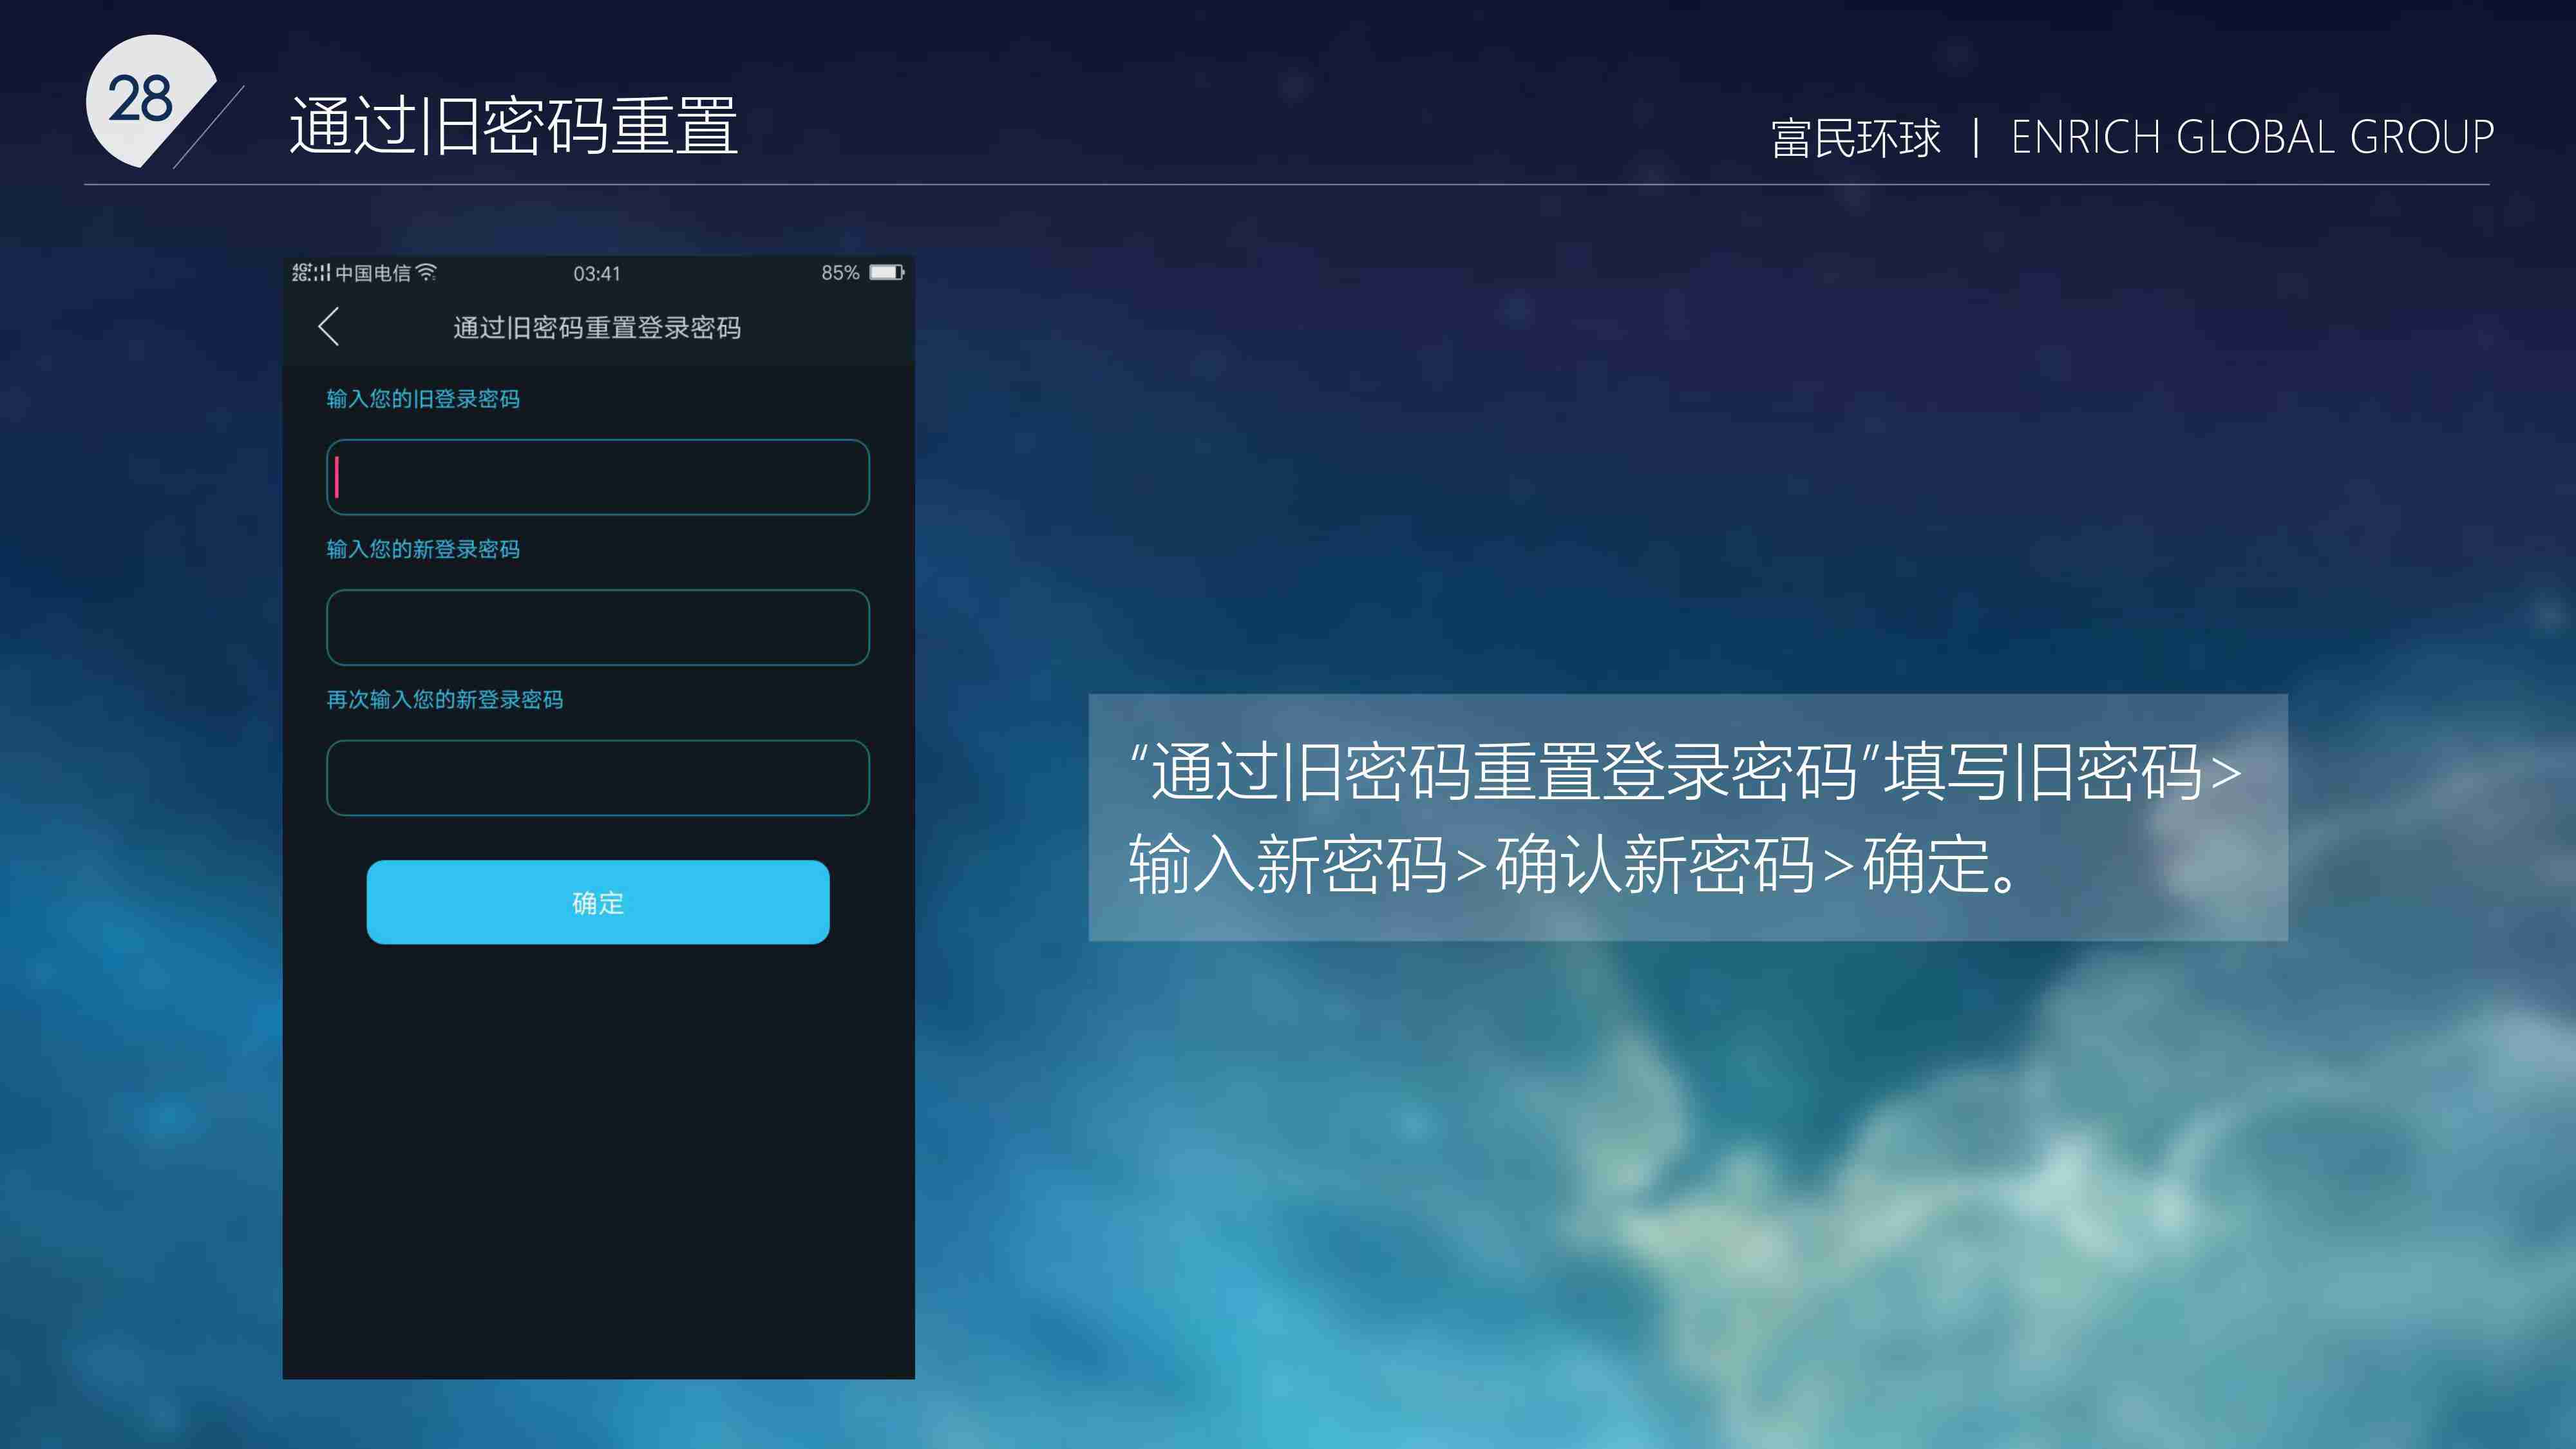 28
通过旧密码重置
富民环球 | ENRICH GLOBAL GROUP
4G+ 2G 中国电信 03:41 85%
通过旧密码重置登录密码
输入您的旧登录密码
输入您的新登录密码
再次输入您的新登录密码
确定
“通过旧密码重置登录密码”填写旧密码>
输入新密码>确认新密码>确定。